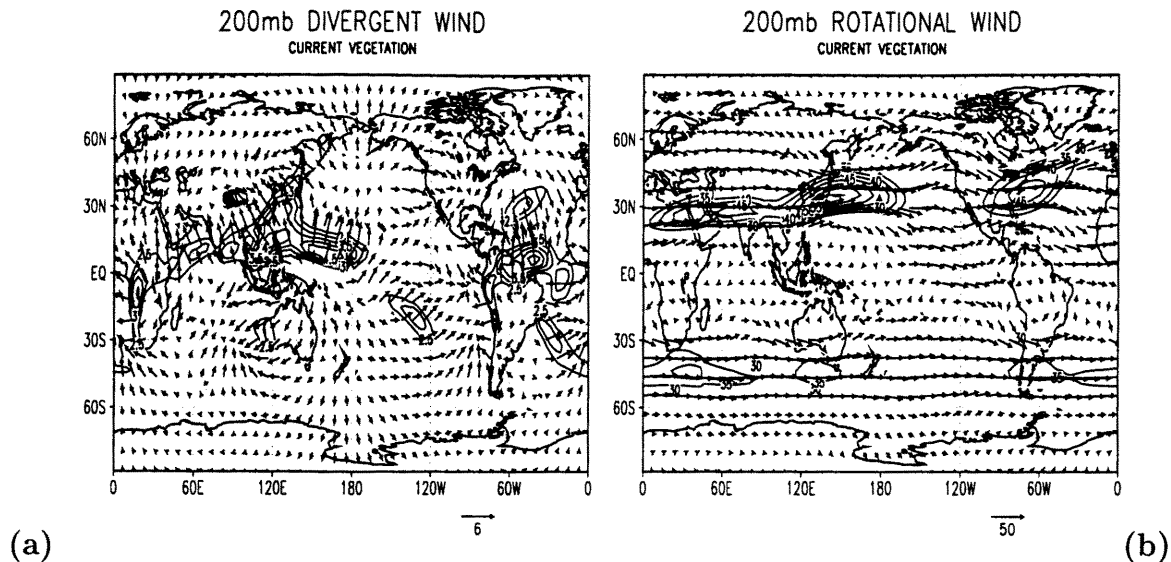 200mb DIVERGENT WIND
CURRENT VEGETATION
60N
30N
EQ
30S
60S
0 60E 120E 180 120W 60W 0
6
(a)
200mb ROTATIONAL WIND
CURRENT VEGETATION
60N
30N
EQ
30S
60S
0 60E 120E 180 120W 60W 0
50
(b)